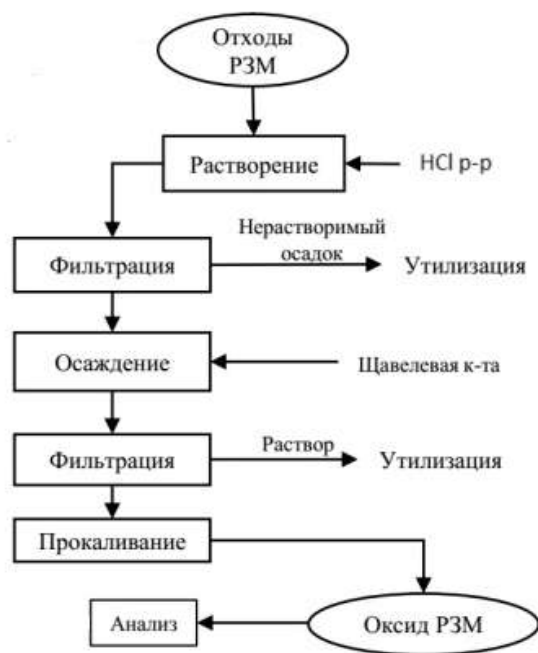 Отходы
РЗМ
Растворение
HCl р-р
Нерастворимый
осадок
Фильтрация
Утилизация
Осаждение
Щавелевая к-та
Фильтрация
Раствор
Утилизация
Прокаливание
Анализ
Оксид РЗМ